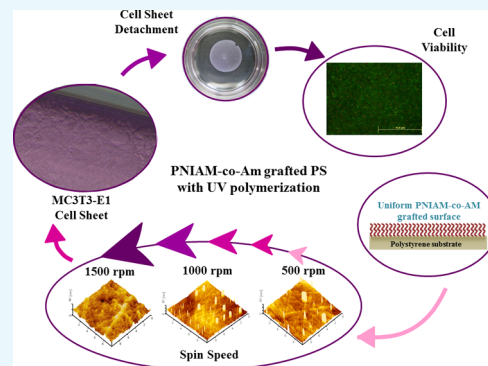 Cell Sheet
Detachment
Cell
Viability
PNIAM-co-Am grafted PS
with UV polymerization
MC3T3-E1
Cell Sheet
Uniform PNIAM-co-AM
grafted surface
Polystyrene substrate
1500 rpm
1000 rpm
500 rpm
Spin Speed